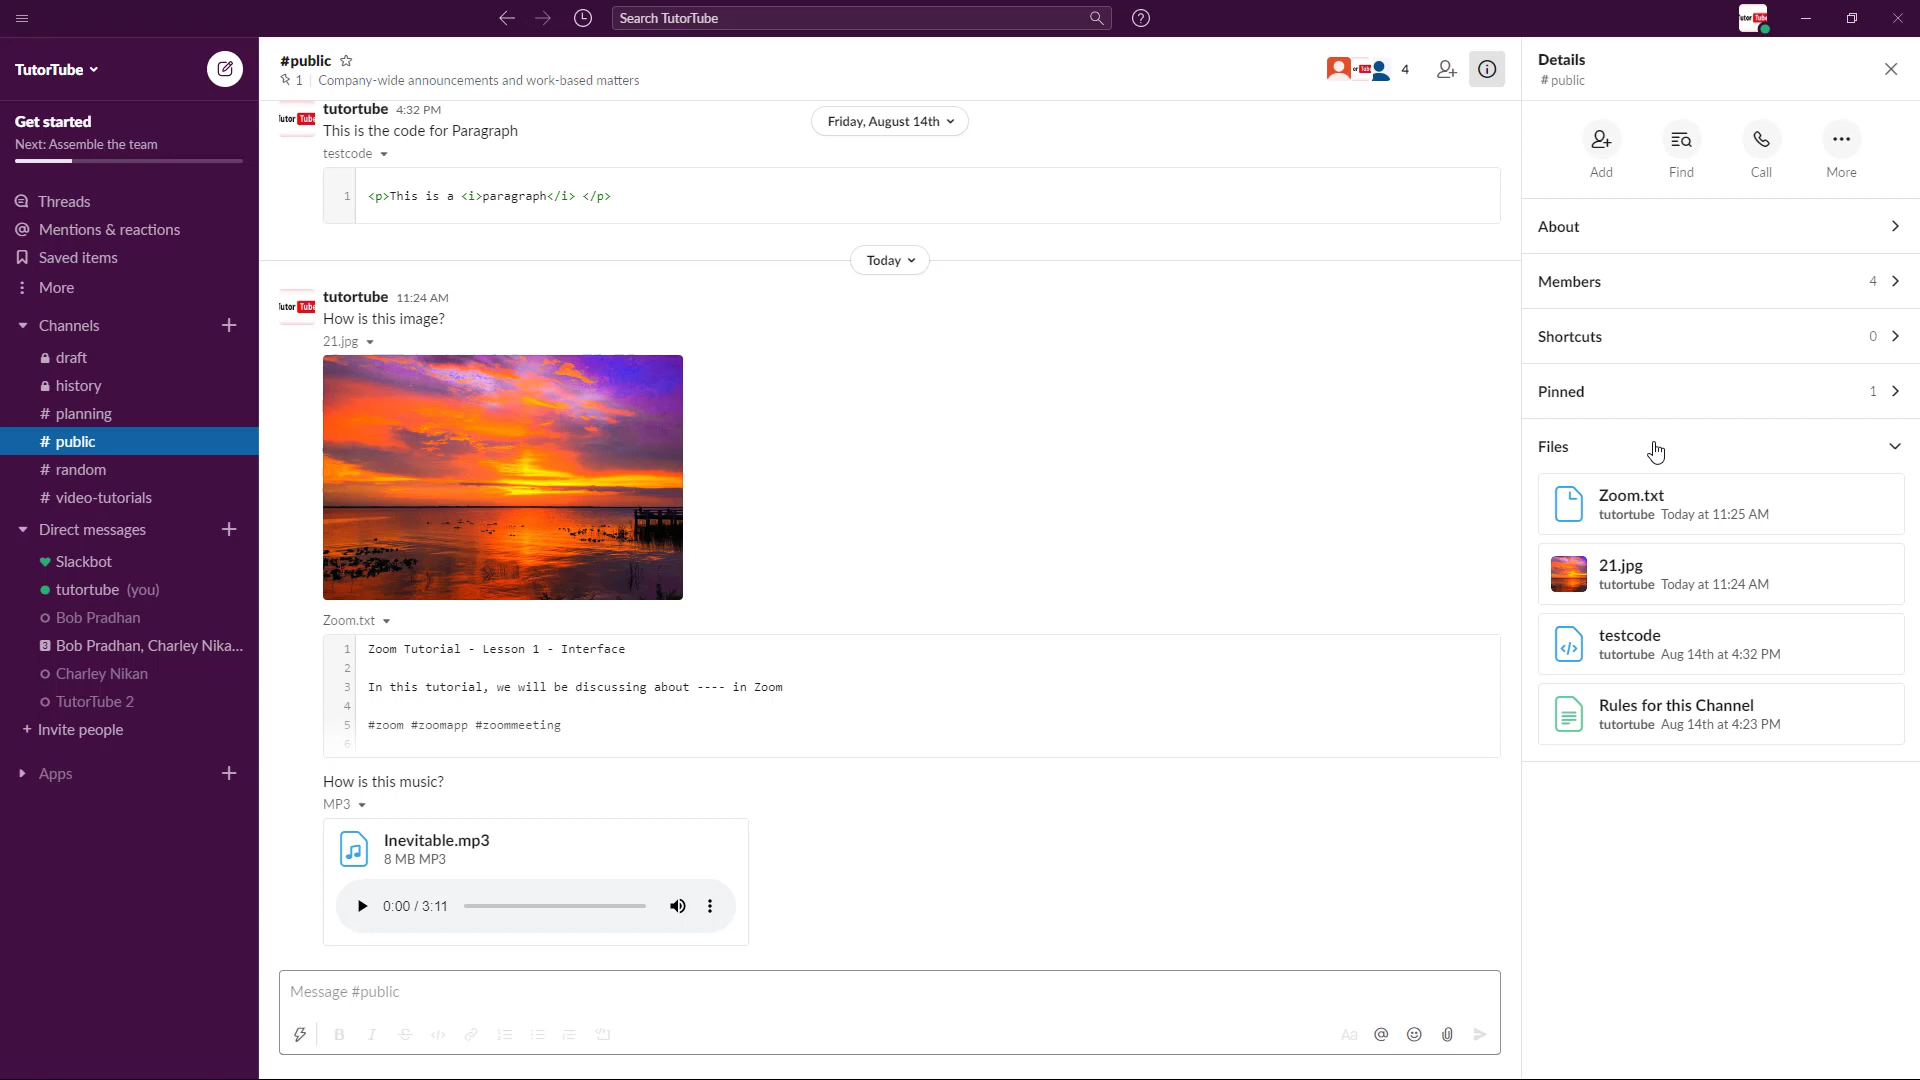 Search TutorTube
TutorTube
Get started
Next: Assemble the team
Threads
@ Mentions & reactions
Saved items
More
Channels
draft
history
# planning
# public
# random
# video-tutorials
Direct messages
Slackbot
tutortube (you)
Bob Pradhan
3 Bob Pradhan, Charley Nika...
Charley Nikan
TutorTube 2
+ Invite people
Apps
#public
1 Company-wide announcements and work-based matters
4
Friday, August 14th
tutortube 4:32 PM
This is the code for Paragraph
testcode
1 <p>This is a <i>paragraph</i> </p>
Today
tutortube 11:24 AM
How is this image?
21.jpg
Zoom.txt
1 Zoom Tutorial - Lesson 1 - Interface
2
3 In this tutorial, we will be discussing about ---- in Zoom
4
5 #zoom #zoomapp #zoommeeting
6
How is this music?
MP3
Inevitable.mp3
8 MB MP3
0:00 / 3:11
Message #public
B I S
Aa @
Details
# public
Add Find Call More
About
Members 4
Shortcuts 0
Pinned 1
Files
Zoom.txt
tutortube Today at 11:25 AM
21.jpg
tutortube Today at 11:24 AM
testcode
tutortube Aug 14th at 4:32 PM
Rules for this Channel
tutortube Aug 14th at 4:23 PM